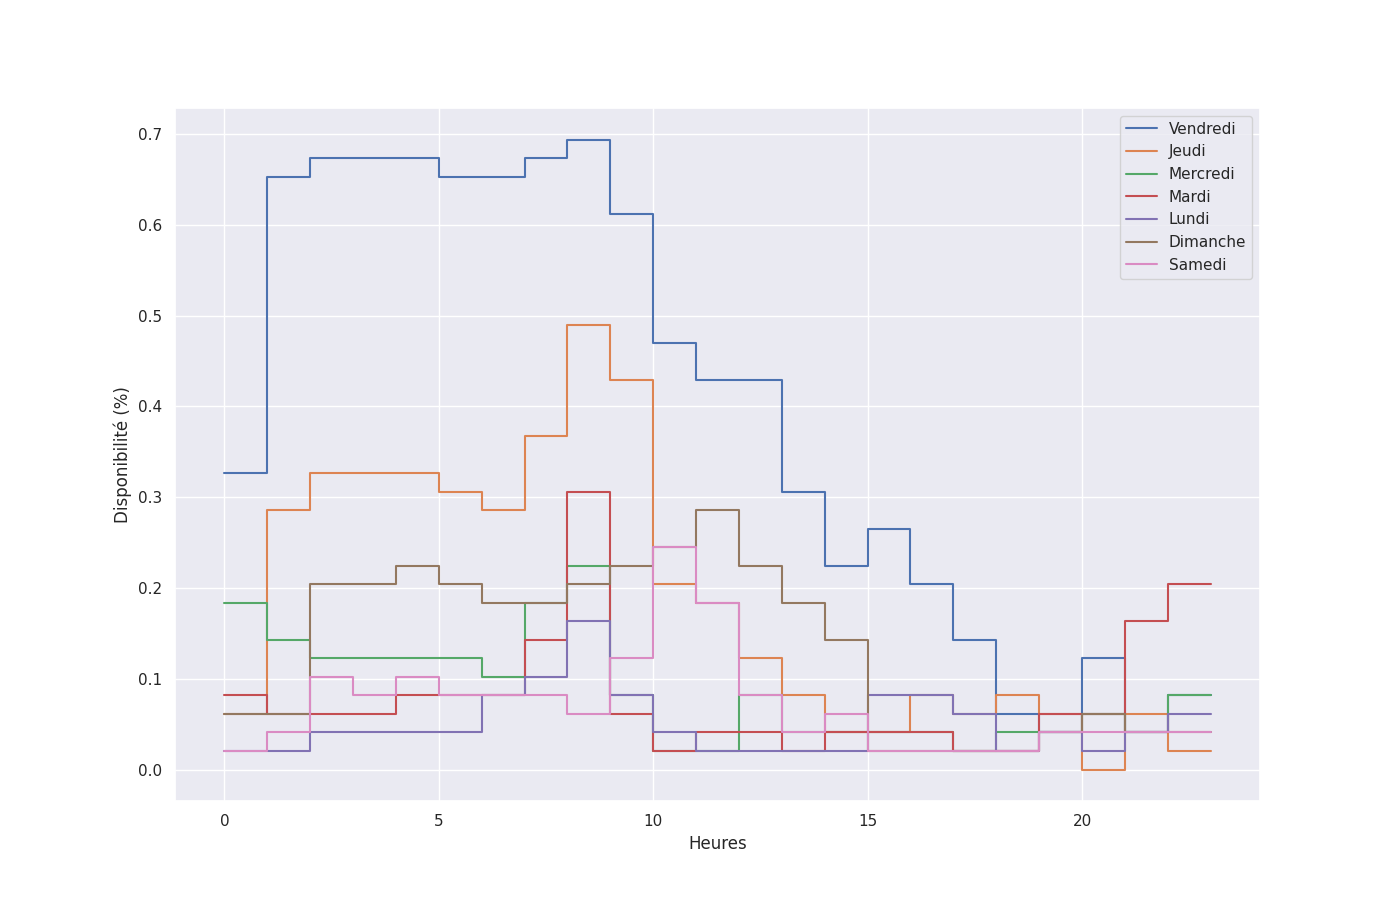 0.7
0.6
0.5
0.4
0.3
0.2
0.1
0.0
Disponibilité (%)
0 5 10 15 20
Heures
Vendredi
Jeudi
Mercredi
Mardi
Lundi
Dimanche
Samedi